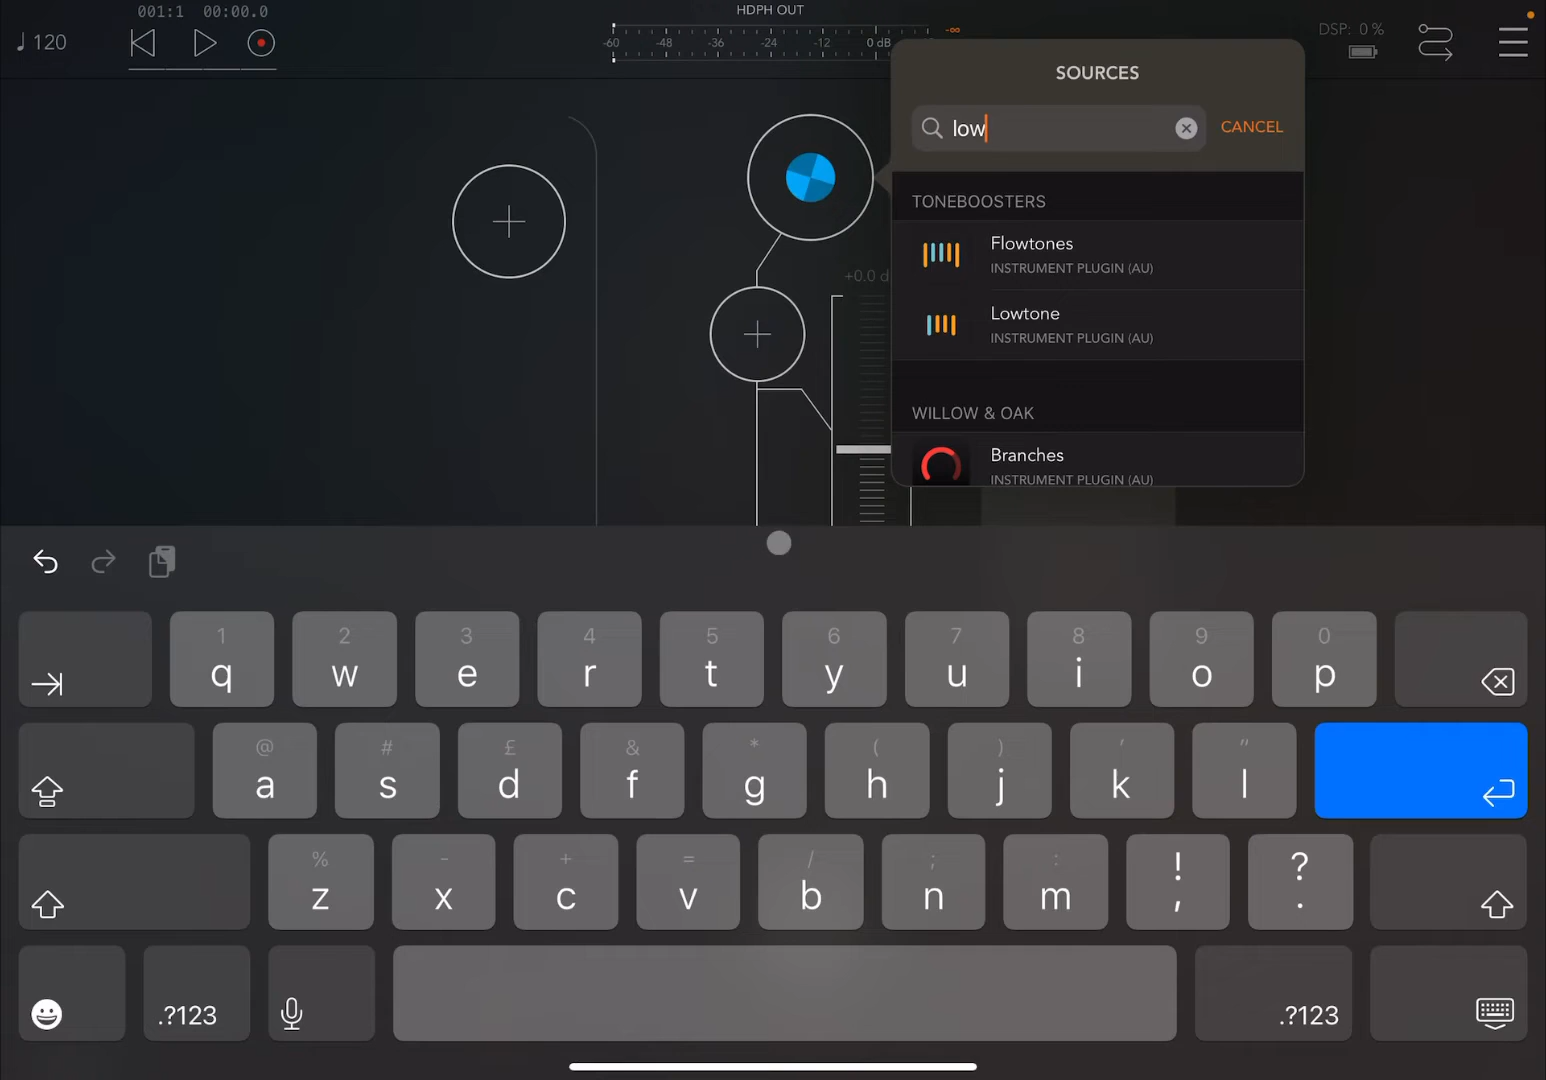 001:1 00:00.0
120
HDPH OUT
-60 -48 -36 -24 -12 0 dB
-∞
DSP: 0 %
SOURCES
low
CANCEL
TONEBOOSTERS
Flowtones
INSTRUMENT PLUGIN (AU)
Lowtone
INSTRUMENT PLUGIN (AU)
WILLOW & OAK
Branches
INSTRUMENT PLUGIN (AU)
+0.0 d
1 2 3 4 5 6 7 8 9 0
q w e r t y u i o p
@ # £ & * ( ) ' "
a s d f g h j k l
% - + = / ; : ! ?
z x c v b n m , .
.?123 .?123